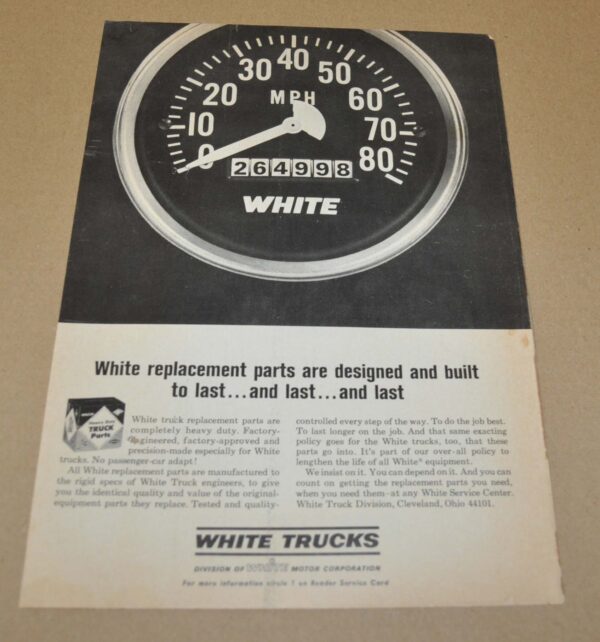 40
30 50
MPH
20 60
10 70
0 264998 80
WHITE
White replacement parts are designed and built
to last...and last...and last
Heavy Duty
TRUCK
Parts
White truck replacement parts are
completely heavy duty. Factory-
engineered, factory-approved and
precision-made especially for White
trucks. No passenger-car adapt!
All White replacement parts are manufactured to
the rigid specs of White Truck engineers, to give
you the identical quality and value of the original-
equipment parts they replace. Tested and quality-
controlled every step of the way. To do the job best.
To last longer on the job. And that same exacting
policy goes for the White trucks, too, that these
parts go into. It's part of our over-all policy to
lengthen the life of all White® equipment.
We insist on it. You can depend on it. And you can
count on getting the replacement parts you need,
when you need them–at any White Service Center.
White Truck Division, Cleveland, Ohio 44101.
WHITE TRUCKS
DIVISION OF WHITE MOTOR CORPORATION
For more information circle 1 on Reader Service Card